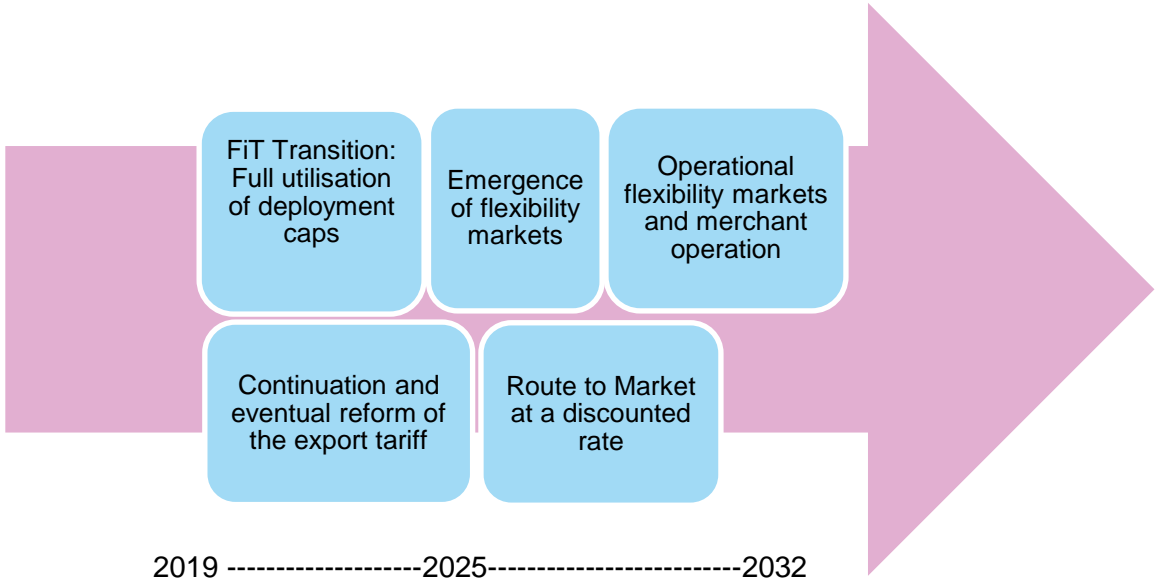 FiT Transition:
Full utilisation
of deployment
caps
Emergence
of flexibility
markets
Operational
flexibility markets
and merchant
operation
Continuation and
eventual reform of
the export tariff
Route to Market
at a discounted
rate
2019 --------------------2025--------------------------2032